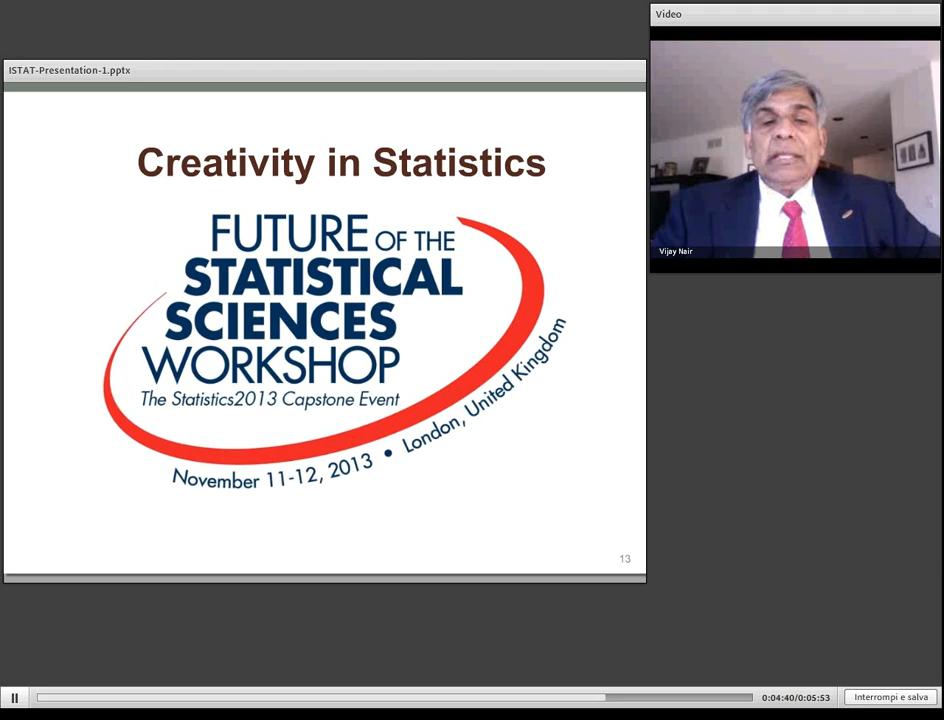 Video
ISTAT-Presentation-1.pptx
Creativity in Statistics
FUTURE OF THE
STATISTICAL
SCIENCES
WORKSHOP
The Statistics2013 Capstone Event
November 11-12, 2013 • London, United Kingdom
Vijay Nair
13
0:04:40/0:05:53
Interrompi e salva